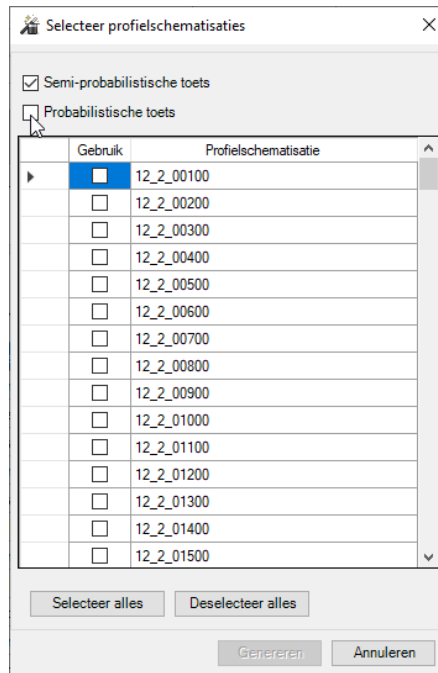 Selecteer profielschematisaties
Semi-probabilistische toets
Probabilistische toets
Gebruik Profielschematisatie
12_2_00100
12_2_00200
12_2_00300
12_2_00400
12_2_00500
12_2_00600
12_2_00700
12_2_00800
12_2_00900
12_2_01000
12_2_01100
12_2_01200
12_2_01300
12_2_01400
12_2_01500
Selecteer alles Deselecteer alles
Genereren Annuleren